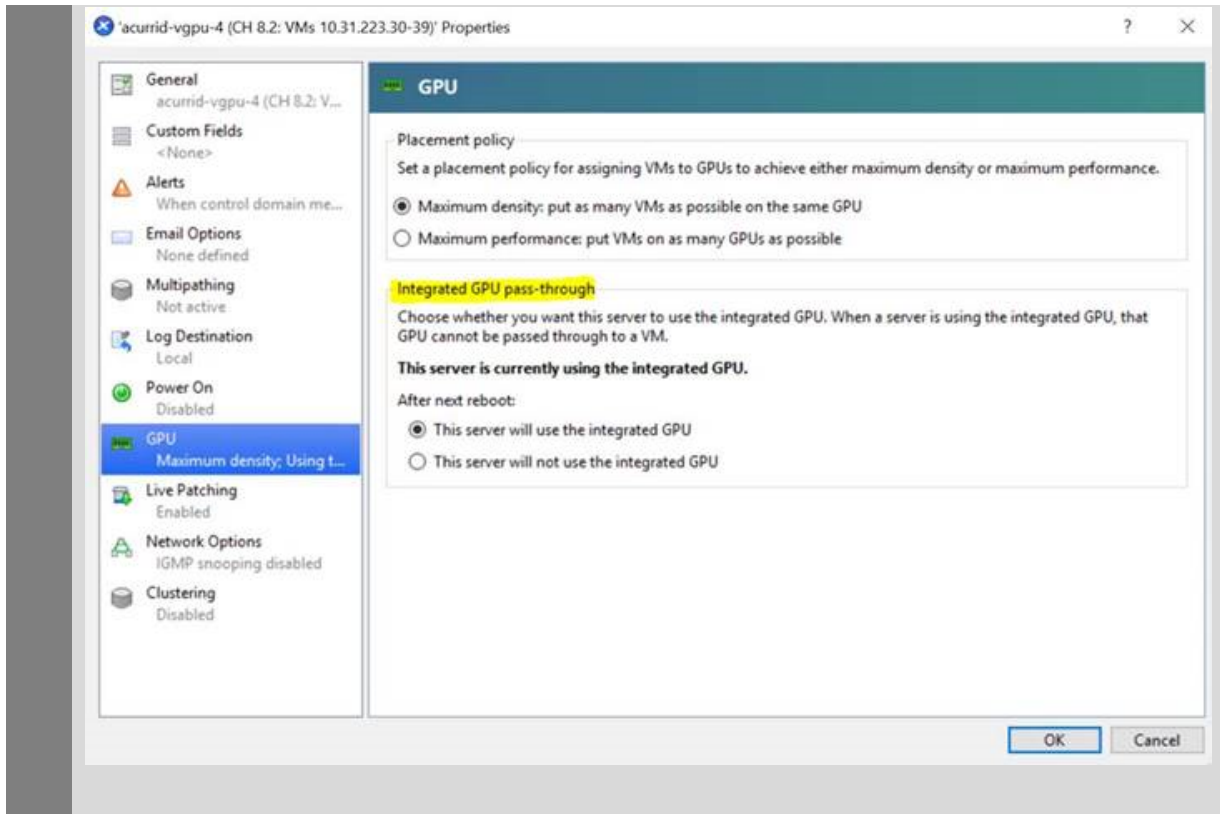 'acurrid-vgpu-4 (CH 8.2: VMs 10.31.223.30-39)' Properties
?
General
acurrid-vgpu-4 (CH 8.2: V...
Custom Fields
<None>
Alerts
When control domain me...
Email Options
None defined
Multipathing
Not active
Log Destination
Local
Power On
Disabled
GPU
Maximum density; Using t...
Live Patching
Enabled
Network Options
IGMP snooping disabled
Clustering
Disabled
GPU
Placement policy
Set a placement policy for assigning VMs to GPUs to achieve either maximum density or maximum performance.
Maximum density: put as many VMs as possible on the same GPU
Maximum performance: put VMs on as many GPUs as possible
Integrated GPU pass-through
Choose whether you want this server to use the integrated GPU. When a server is using the integrated GPU, that
GPU cannot be passed through to a VM.
This server is currently using the integrated GPU.
After next reboot:
This server will use the integrated GPU
This server will not use the integrated GPU
OK
Cancel